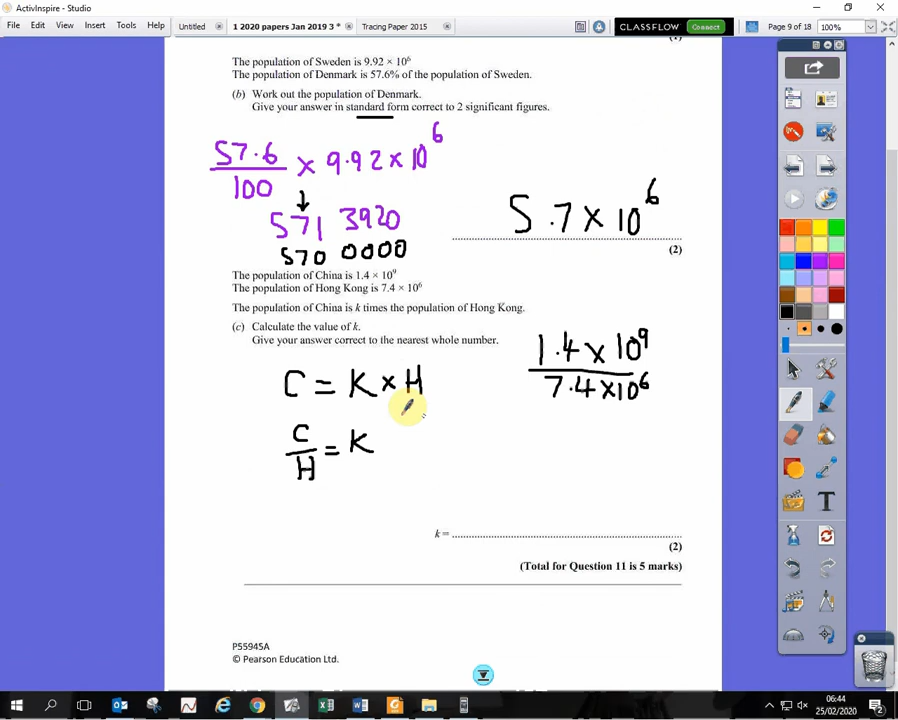 ActivInspire - Studio
File Edit View Insert Tools Help
Untitled
1 2020 papers Jan 2019 3 *
Tracing Paper 2015
CLASSFLOW
Connect
Page 9 of 18
100%
(1)
The population of Sweden is 9.92 × 10⁶
The population of Denmark is 57.6% of the population of Sweden.
(b) Work out the population of Denmark.
Give your answer in standard form correct to 2 significant figures.
57.6/100 × 9.92 × 10⁶
↓
571 3920
570 0000
5.7 × 10⁶
(2)
The population of China is 1.4 × 10⁹
The population of Hong Kong is 7.4 × 10⁶
The population of China is k times the population of Hong Kong.
(c) Calculate the value of k.
Give your answer correct to the nearest whole number.
1.4 × 10⁹
7.4 × 10⁶
C = K × H
C/H = K
k =
(2)
(Total for Question 11 is 5 marks)
P55945A
© Pearson Education Ltd.
06:44
25/02/2020